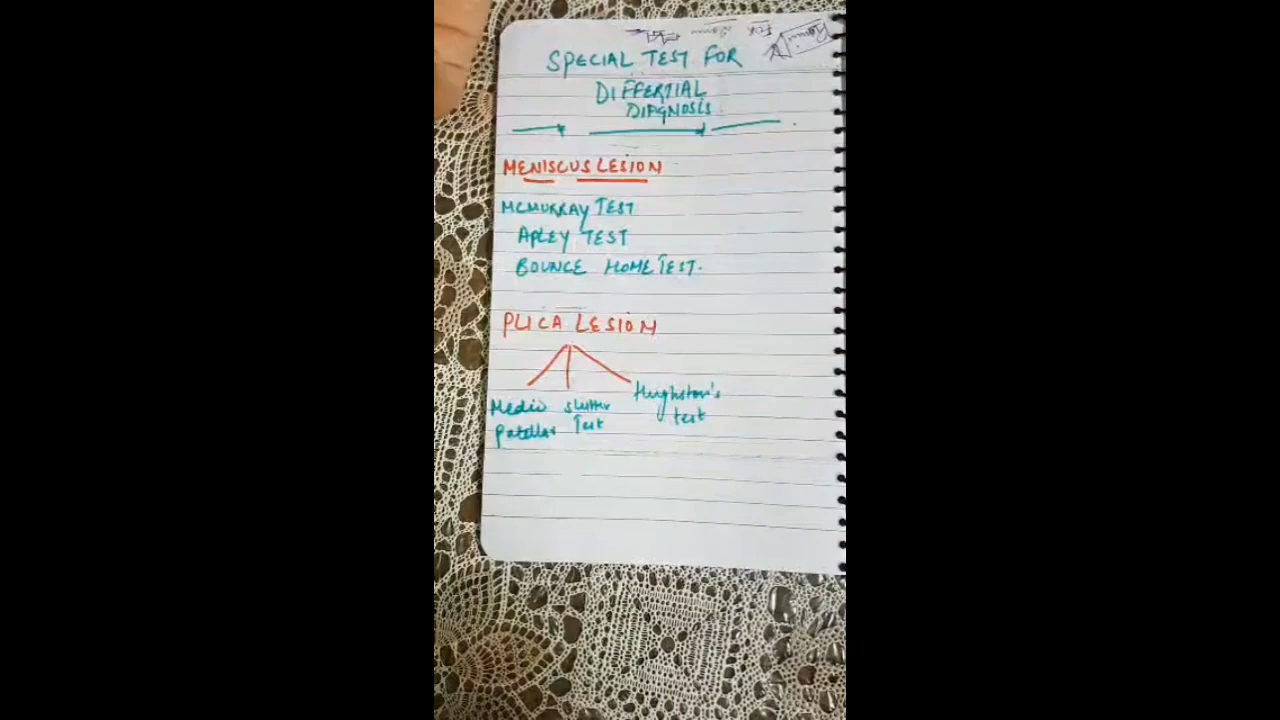 SPECIAL TEST FOR
DIFFERTIAL
DIAGNOSIS
MENISCUS LESION
MCMURRAY TEST
APLEY TEST
BOUNCE HOME TEST.
PLICA LESION
Medio
patellar
Test
Hughston's
test